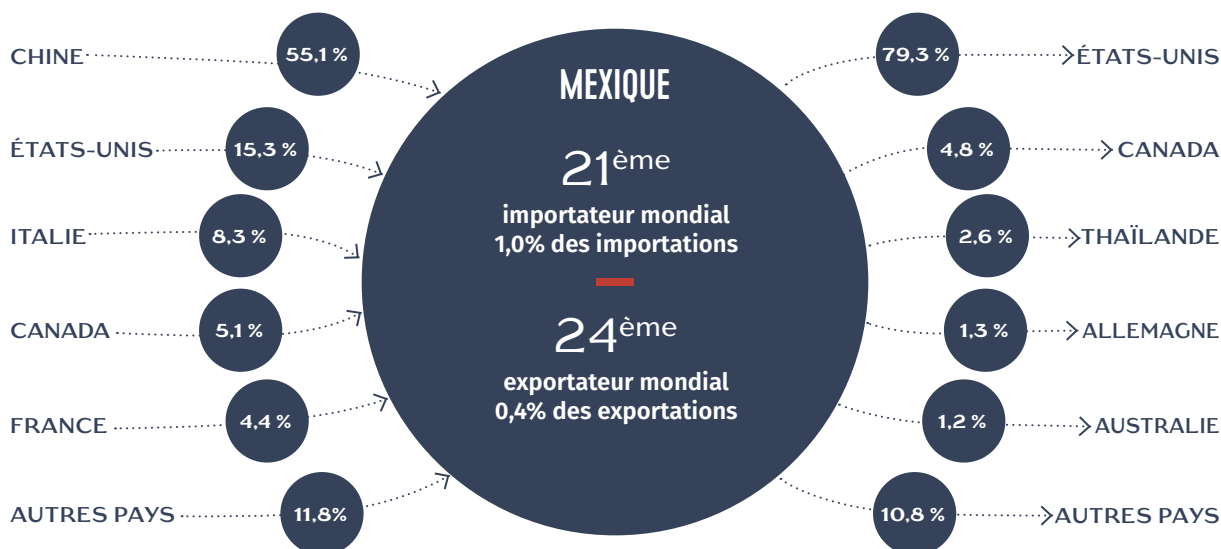 CHINE
55,1 %
ÉTATS-UNIS
15,3 %
ITALIE
8,3 %
CANADA
5,1 %
FRANCE
4,4 %
AUTRES PAYS
11,8%
MEXIQUE
21ème
importateur mondial
1,0% des importations
24ème
exportateur mondial
0,4% des exportations
79,3 %
ÉTATS-UNIS
4,8 %
CANADA
2,6 %
THAÏLANDE
1,3 %
ALLEMAGNE
1,2 %
AUSTRALIE
10,8 %
AUTRES PAYS